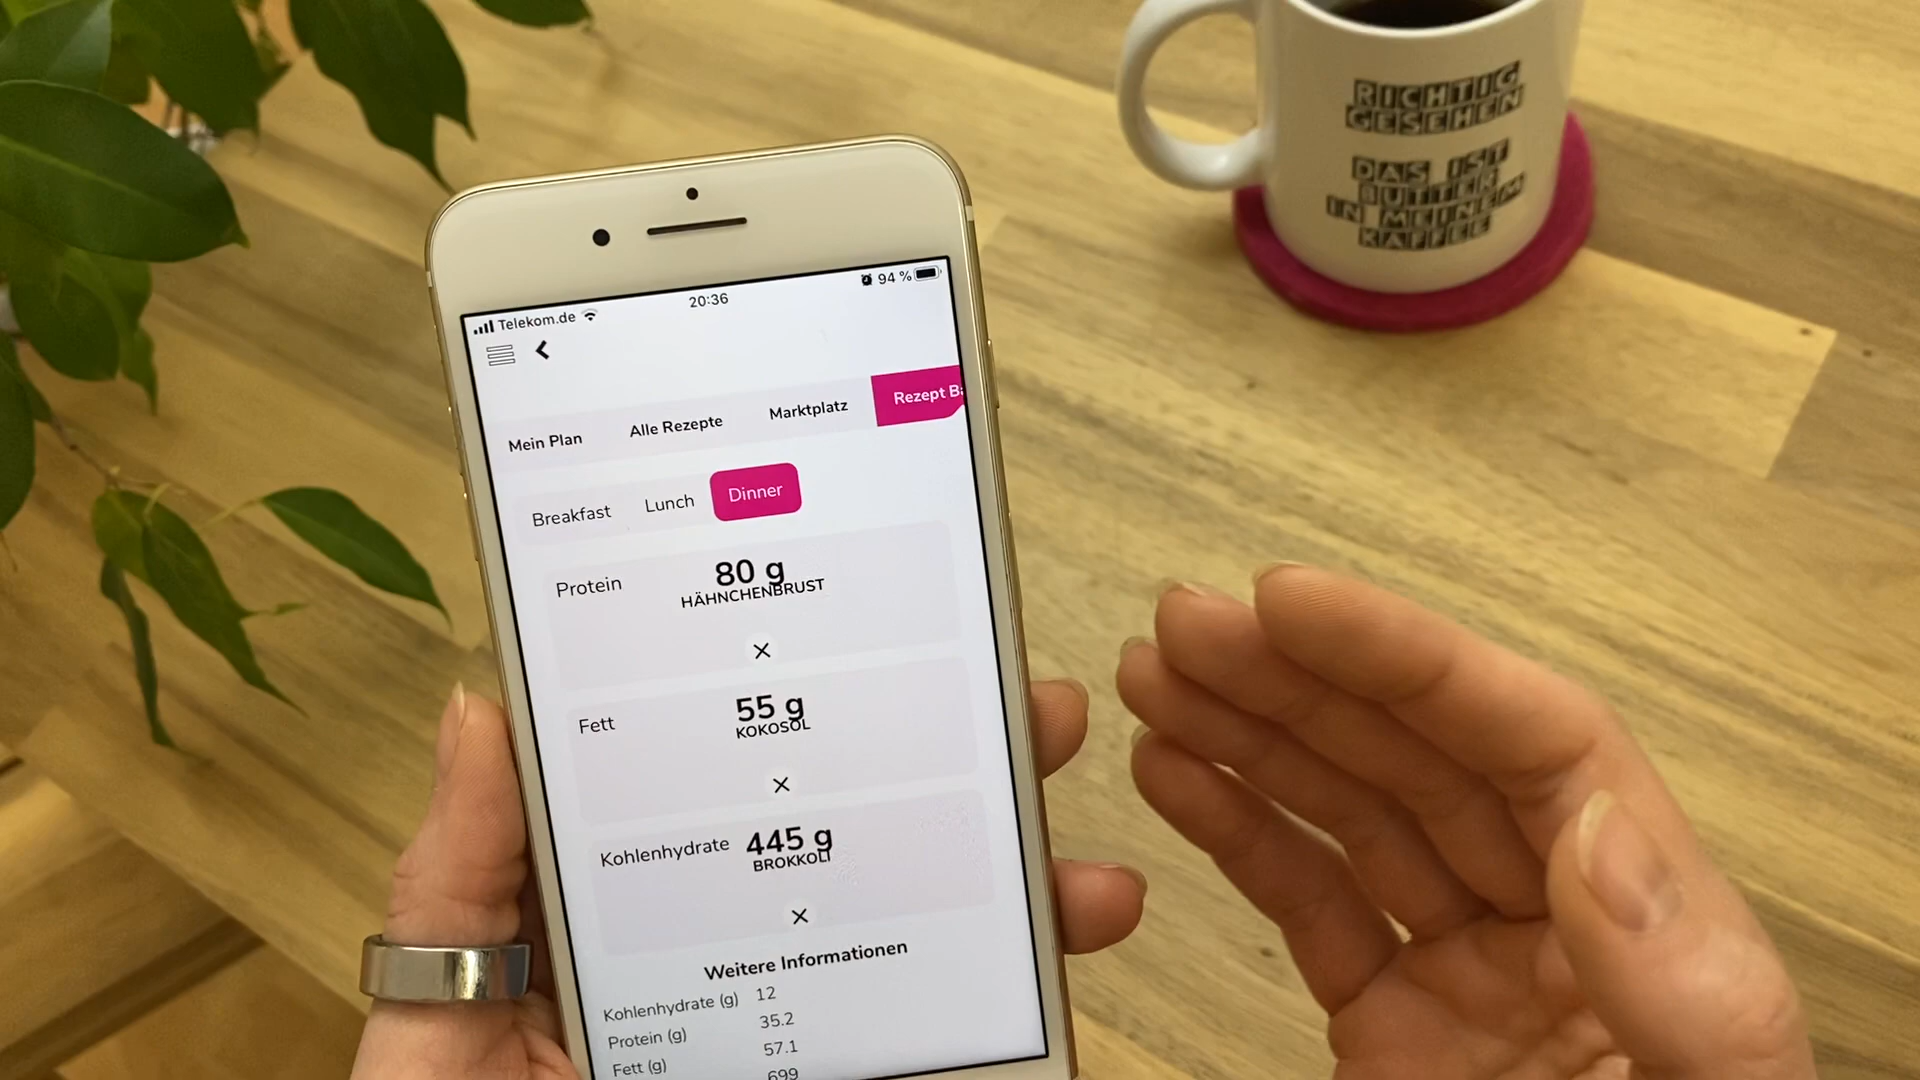 RICHTIG
GESEHEN
DAS IST
BUTTER
IN MEINEM
KAFFEE
Telekom.de
20:36
94 %
Mein Plan
Alle Rezepte
Marktplatz
Rezept
Breakfast
Lunch
Dinner
Protein
80 g
HÄHNCHENBRUST
Fett
55 g
KOKOSÖL
Kohlenhydrate
445 g
BROKKOLI
Weitere Informationen
Kohlenhydrate (g) 12
Protein (g) 35.2
Fett (g) 57.1
699